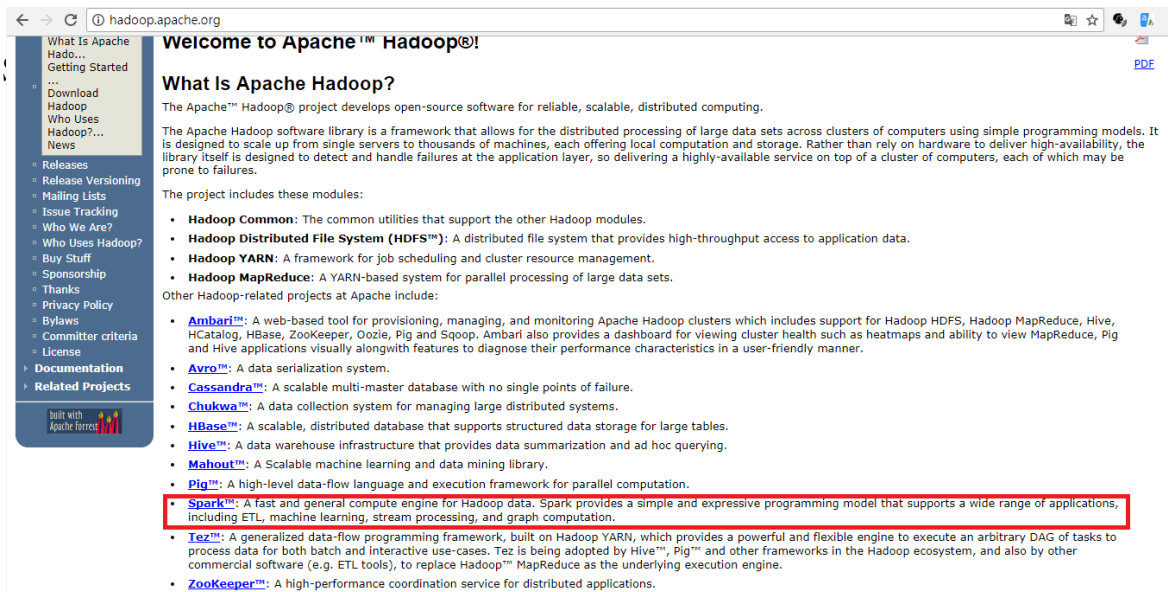 hadoop.apache.org
What Is Apache
Hado...
Getting Started
...
Download
Hadoop
Who Uses
Hadoop?...
News
Releases
Release Versioning
Mailing Lists
Issue Tracking
Who We Are?
Who Uses Hadoop?
Buy Stuff
Sponsorship
Thanks
Privacy Policy
Bylaws
Committer criteria
License
Documentation
Related Projects
built with
Apache Forrest
PDF
Welcome to Apache™ Hadoop®!
What Is Apache Hadoop?
The Apache™ Hadoop® project develops open-source software for reliable, scalable, distributed computing.
The Apache Hadoop software library is a framework that allows for the distributed processing of large data sets across clusters of computers using simple programming models. It
is designed to scale up from single servers to thousands of machines, each offering local computation and storage. Rather than rely on hardware to deliver high-availability, the
library itself is designed to detect and handle failures at the application layer, so delivering a highly-available service on top of a cluster of computers, each of which may be
prone to failures.
The project includes these modules:
• Hadoop Common: The common utilities that support the other Hadoop modules.
• Hadoop Distributed File System (HDFS™): A distributed file system that provides high-throughput access to application data.
• Hadoop YARN: A framework for job scheduling and cluster resource management.
• Hadoop MapReduce: A YARN-based system for parallel processing of large data sets.
Other Hadoop-related projects at Apache include:
• Ambari™: A web-based tool for provisioning, managing, and monitoring Apache Hadoop clusters which includes support for Hadoop HDFS, Hadoop MapReduce, Hive,
HCatalog, HBase, ZooKeeper, Oozie, Pig and Sqoop. Ambari also provides a dashboard for viewing cluster health such as heatmaps and ability to view MapReduce, Pig
and Hive applications visually alongwith features to diagnose their performance characteristics in a user-friendly manner.
• Avro™: A data serialization system.
• Cassandra™: A scalable multi-master database with no single points of failure.
• Chukwa™: A data collection system for managing large distributed systems.
• HBase™: A scalable, distributed database that supports structured data storage for large tables.
• Hive™: A data warehouse infrastructure that provides data summarization and ad hoc querying.
• Mahout™: A Scalable machine learning and data mining library.
• Pig™: A high-level data-flow language and execution framework for parallel computation.
• Spark™: A fast and general compute engine for Hadoop data. Spark provides a simple and expressive programming model that supports a wide range of applications,
including ETL, machine learning, stream processing, and graph computation.
• Tez™: A generalized data-flow programming framework, built on Hadoop YARN, which provides a powerful and flexible engine to execute an arbitrary DAG of tasks to
process data for both batch and interactive use-cases. Tez is being adopted by Hive™, Pig™ and other frameworks in the Hadoop ecosystem, and also by other
commercial software (e.g. ETL tools), to replace Hadoop™ MapReduce as the underlying execution engine.
• ZooKeeper™: A high-performance coordination service for distributed applications.